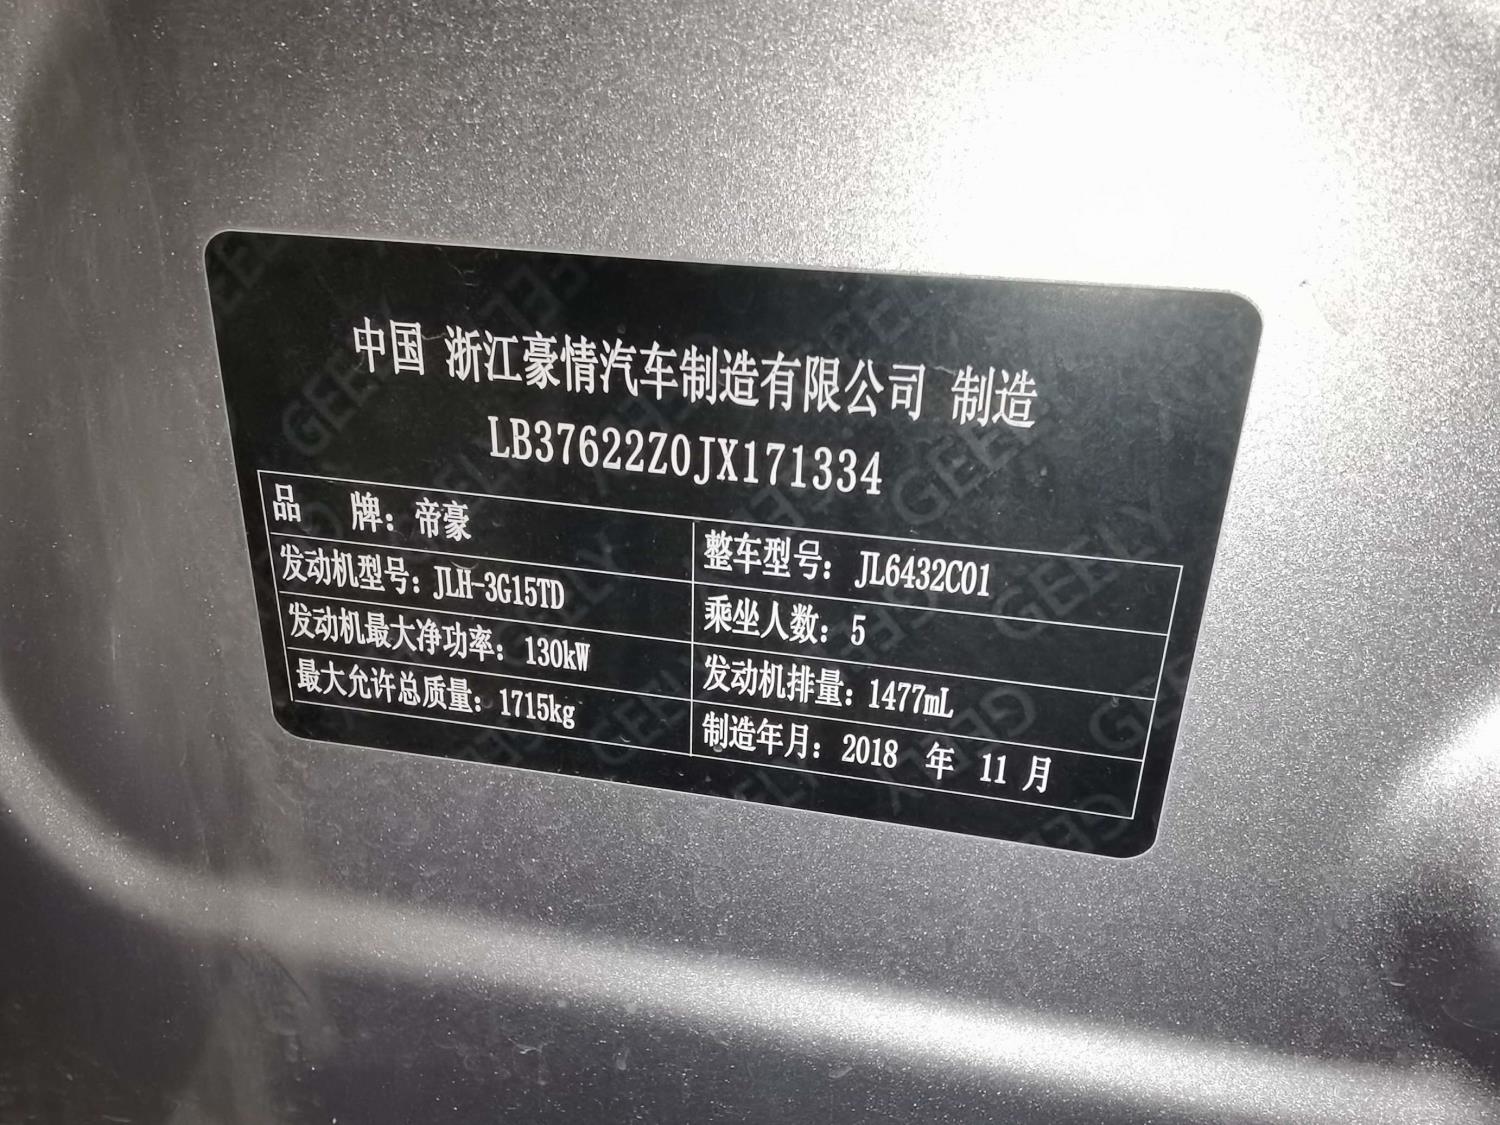 中国 浙江豪情汽车制造有限公司 制造
LB37622Z0JX171334
品 牌：帝豪
整车型号：JL6432C01
发动机型号：JLH-3G15TD
乘坐人数：5
发动机最大净功率：130kW
发动机排量：1477mL
最大允许总质量：1715kg
制造年月：2018 年 11 月